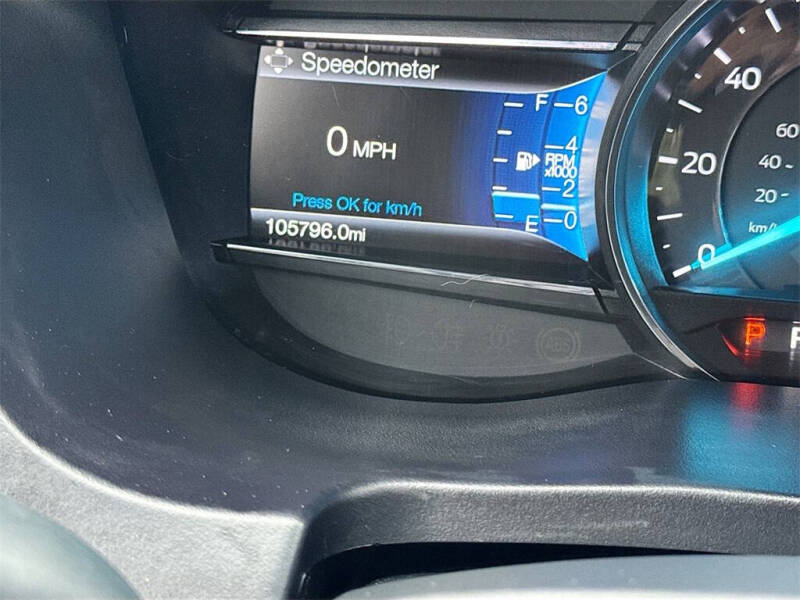 Speedometer
0 MPH
Press OK for km/h
105796.0mi
F 6
4
RPM
x1000
2
E 0
40
20
0
60
40
20
km/h
P